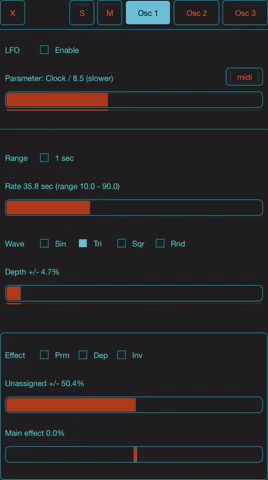 X S M Osc 1 Osc 2 Osc 3
LFO Enable
Parameter: Clock / 8.5 (slower) midi
Range 1 sec
Rate 35.8 sec (range 10.0 - 90.0)
Wave Sin Tri Sqr Rnd
Depth +/- 4.7%
Effect Prm Dep Inv
Unassigned +/- 50.4%
Main effect 0.0%